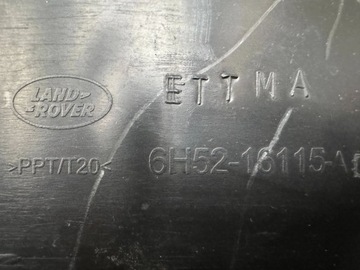 LAND-
-ROVER
ETTMA
>PPT/T20<
6H52-16115-A